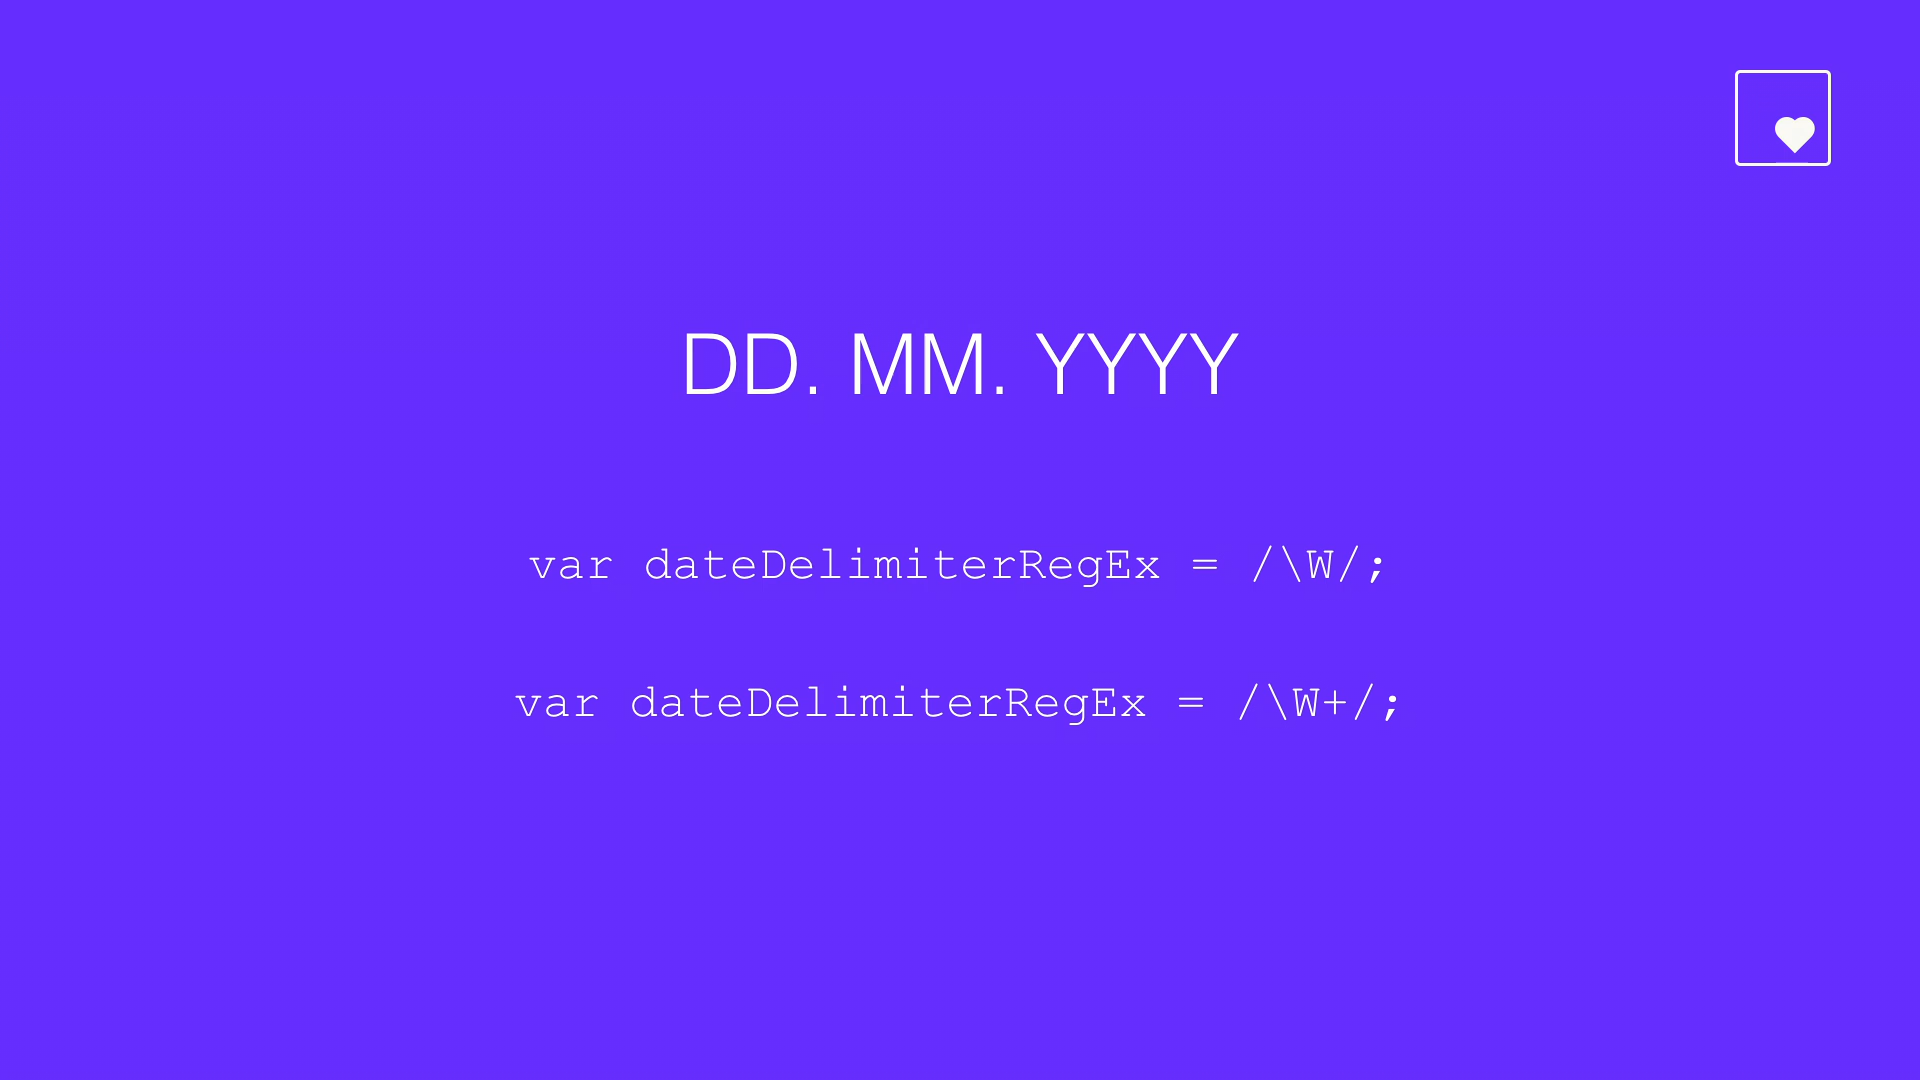 DD. MM. YYYY
var dateDelimiterRegEx = /\W/;
var dateDelimiterRegEx = /\W+/;